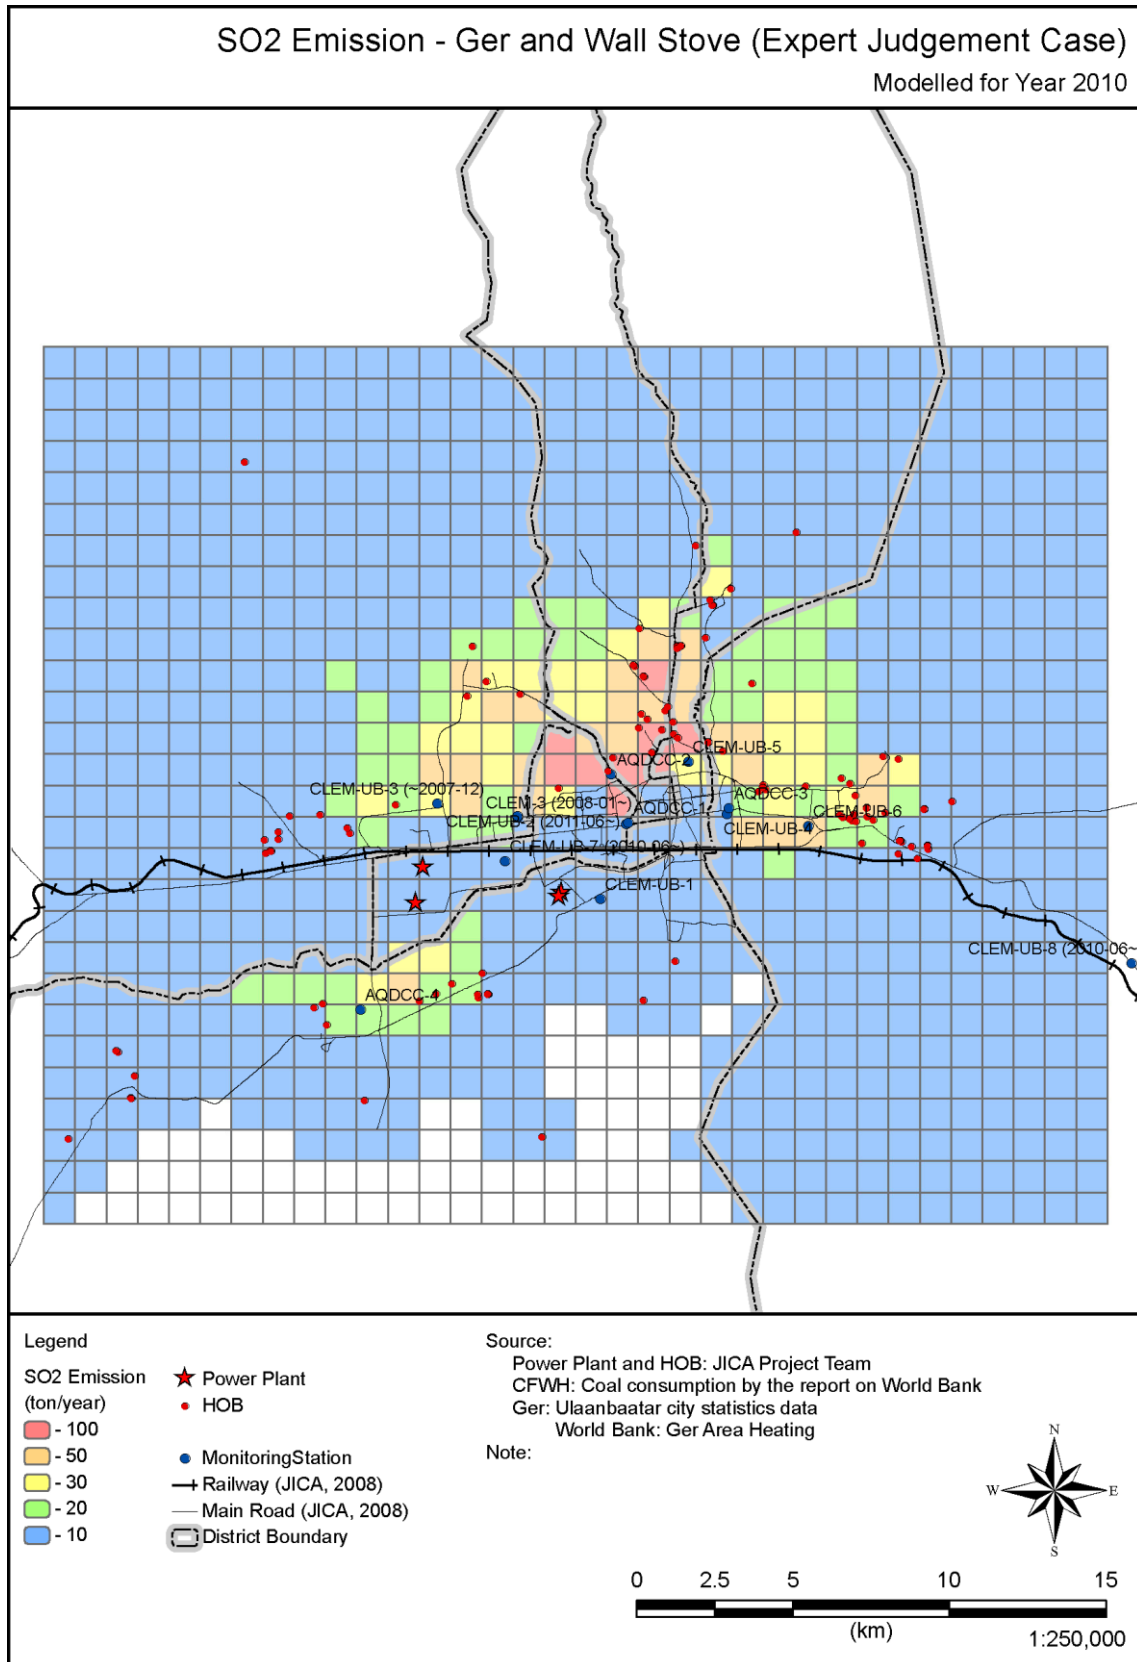 SO2 Emission - Ger and Wall Stove (Expert Judgement Case)
Modelled for Year 2010
CLEM-UB-5
AQDCC-2
CLEM-UB-3 (~2007-12)
CLEM-3 (2008-01~)
AQDCC-1
AQDCC-3
CLEM-UB-2 (2011-06~)
CLEM-UB-4
CLEM-UB-6
CLEM-UB-7 (2010-06~)
CLEM-UB-1
CLEM-UB-8 (2010-06~
AQDCC-4
Legend
SO2 Emission
(ton/year)
- 100
- 50
- 30
- 20
- 10
Power Plant
HOB
MonitoringStation
Railway (JICA, 2008)
Main Road (JICA, 2008)
District Boundary
Source:
Power Plant and HOB: JICA Project Team
CFWH: Coal consumption by the report on World Bank
Ger: Ulaanbaatar city statistics data
World Bank: Ger Area Heating
Note:
N
W E
S
0 2.5 5 10 15
(km)
1:250,000